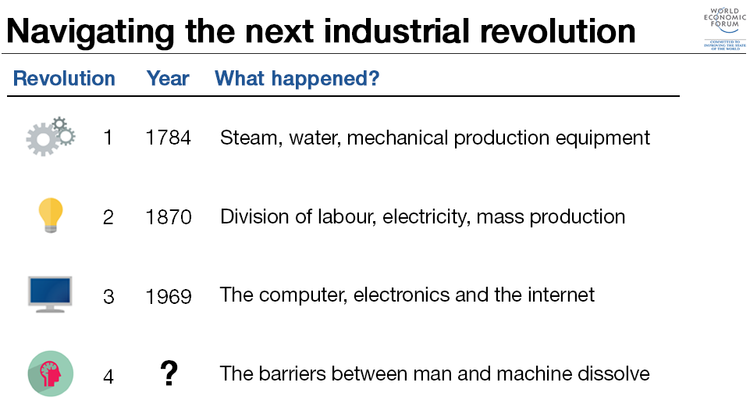 Navigating the next industrial revolution
WORLD
ECONOMIC
FORUM
COMMITTED TO
IMPROVING THE STATE
OF THE WORLD
Revolution Year What happened?
1 1784 Steam, water, mechanical production equipment
2 1870 Division of labour, electricity, mass production
3 1969 The computer, electronics and the internet
4 ? The barriers between man and machine dissolve